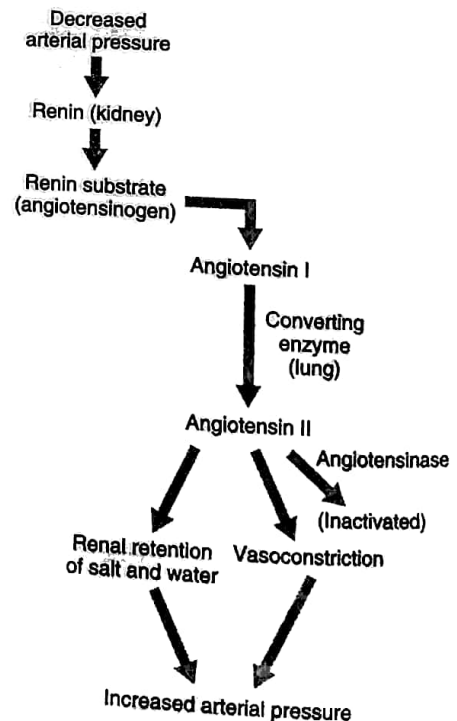 Decreased
arterial pressure
Renin (kidney)
Renin substrate
(angiotensinogen)
Angiotensin I
Converting
enzyme
(lung)
Angiotensin II
Angiotensinase
(Inactivated)
Renal retention
of salt and water
Vasoconstriction
Increased arterial pressure